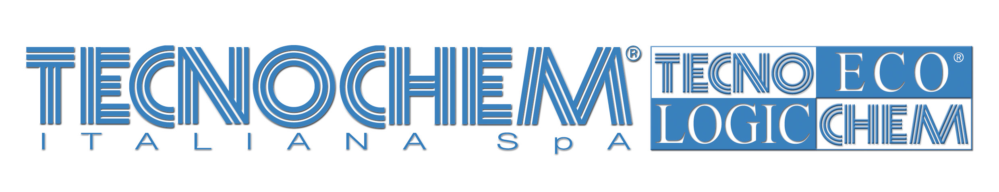 TECNOCHEM®
ITALIANA SpA
TECNO ECO®
LOGIC CHEM